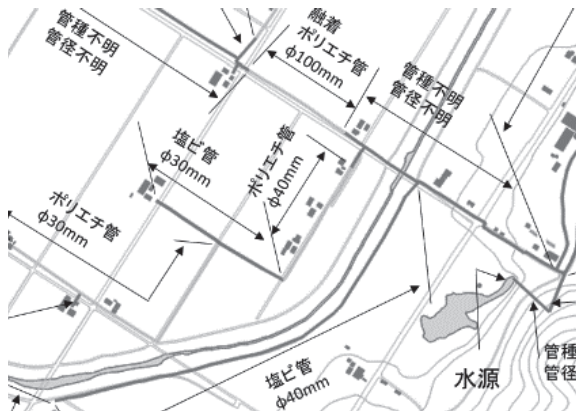 管種不明
管径不明
融着
ポリエチ管
φ100mm
管種不明
管径不明
塩ビ管
φ30mm
ポリエチ管
φ40mm
ポリエチ管
φ30mm
塩ビ管
φ40mm
水源
管種
管径